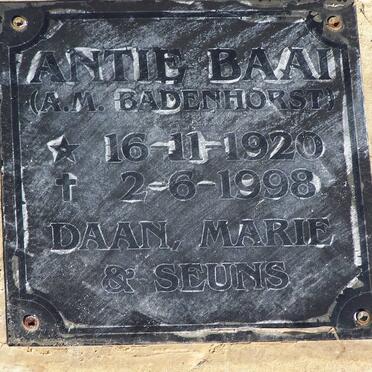 ANTIE BAAI
(A.M. BADENHORST)
★ 16-11-1920
✝ 2-6-1998
DAAN, MARIE
& SEUNS